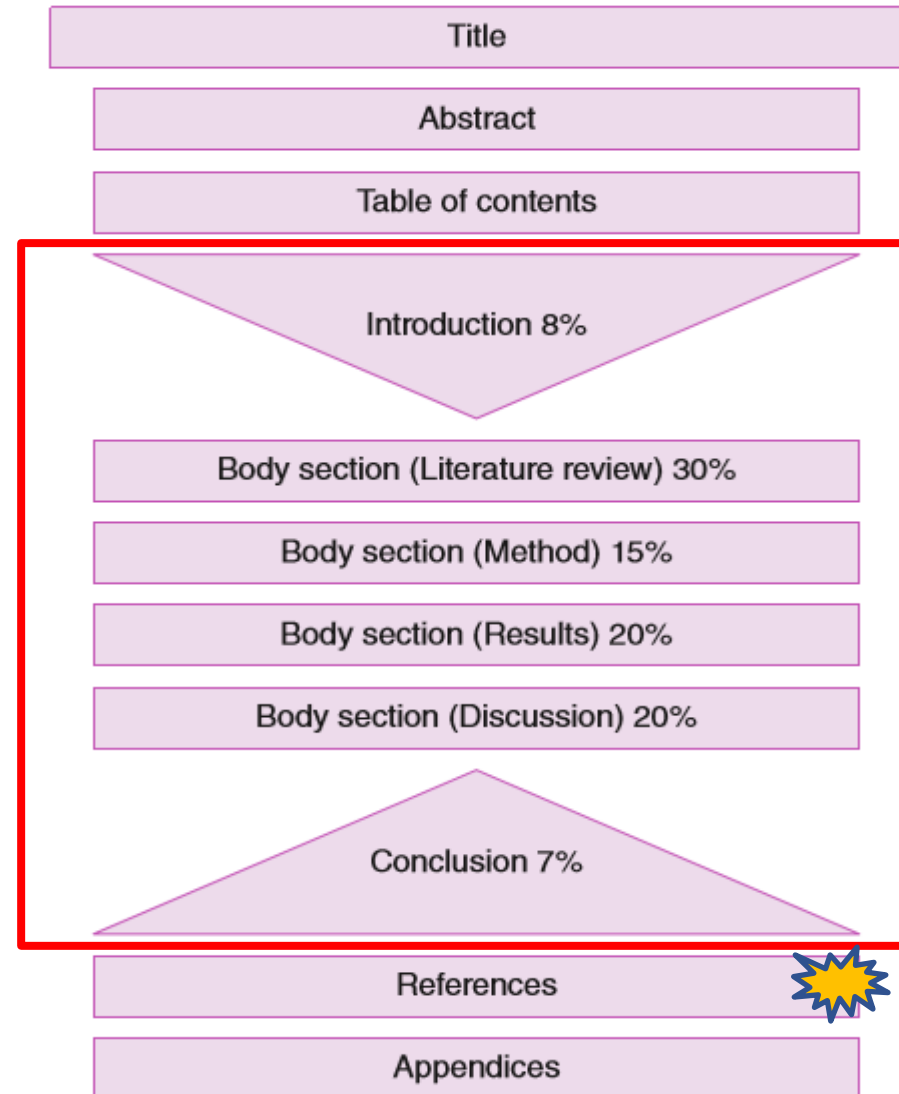 Title
Abstract
Table of contents
Introduction 8%
Body section (Literature review) 30%
Body section (Method) 15%
Body section (Results) 20%
Body section (Discussion) 20%
Conclusion 7%
References
Appendices